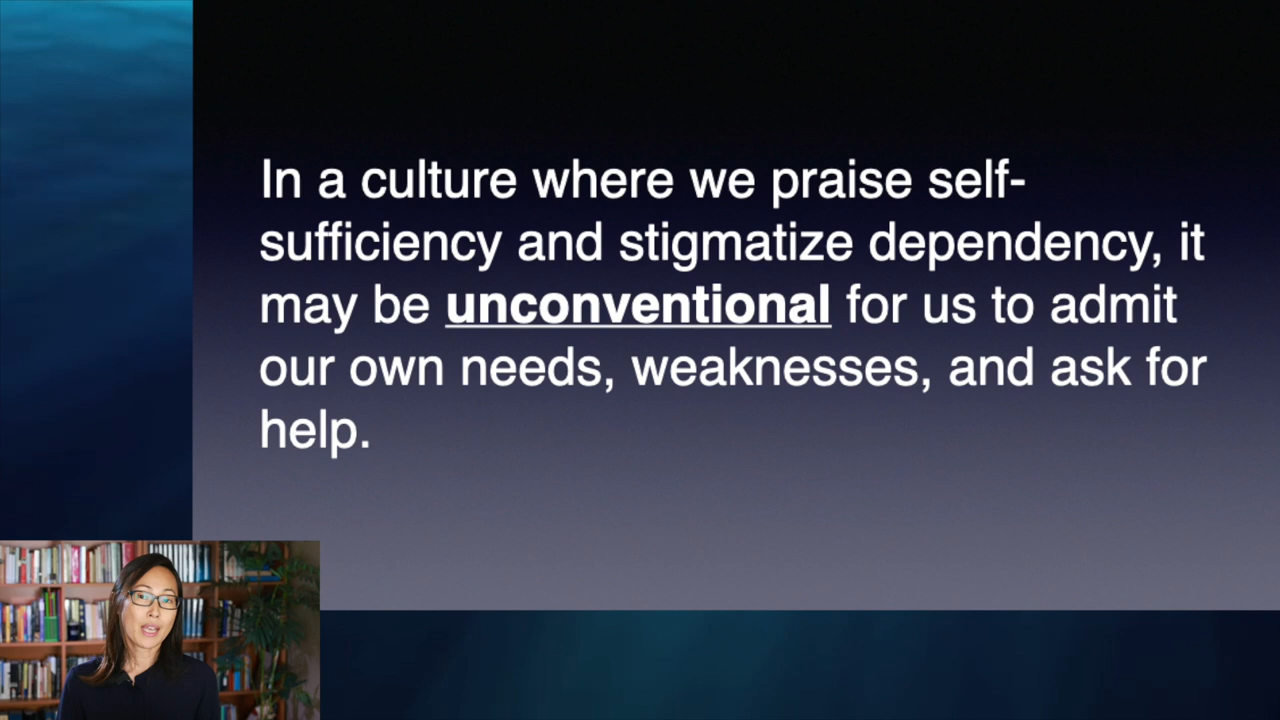 In a culture where we praise self-
sufficiency and stigmatize dependency, it
may be unconventional for us to admit
our own needs, weaknesses, and ask for
help.